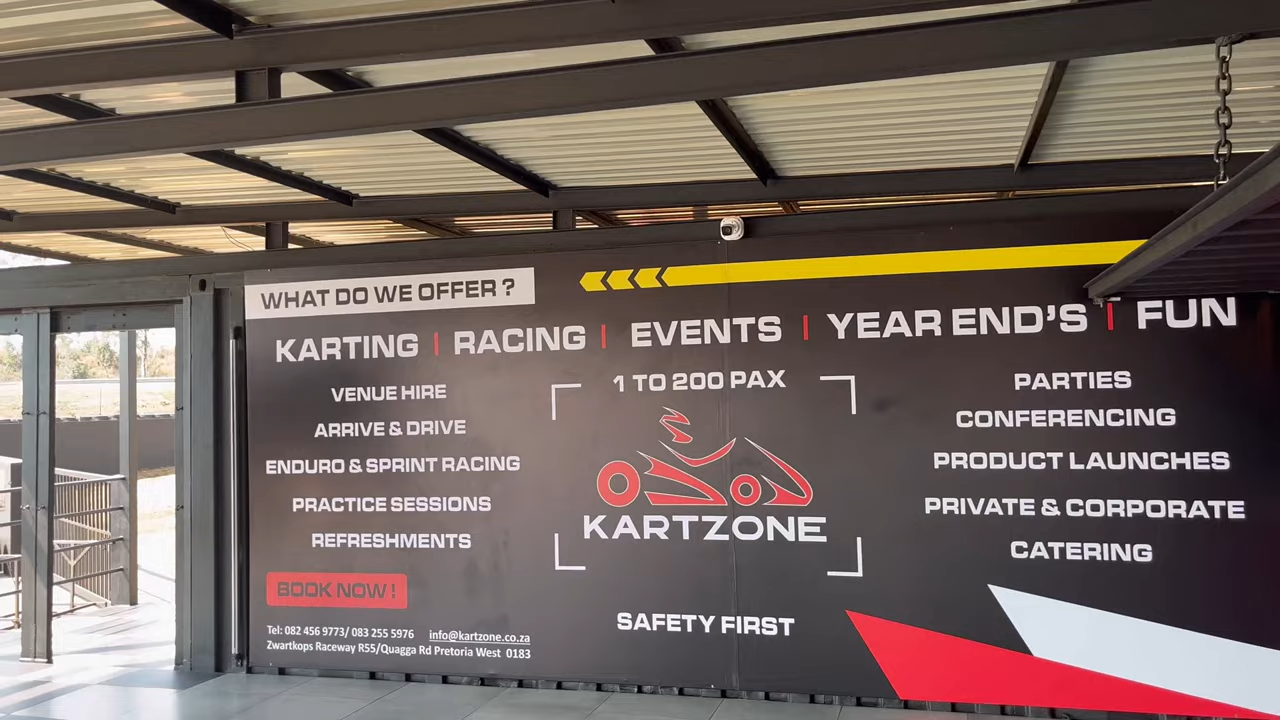 WHAT DO WE OFFER ?
KARTING | RACING | EVENTS | YEAR END'S | FUN
VENUE HIRE
ARRIVE & DRIVE
ENDURO & SPRINT RACING
PRACTICE SESSIONS
REFRESHMENTS
1 TO 200 PAX
KARTZONE
SAFETY FIRST
PARTIES
CONFERENCING
PRODUCT LAUNCHES
PRIVATE & CORPORATE
CATERING
BOOK NOW !
Tel: 082 456 9773/ 083 255 5976 info@kartzone.co.za
Zwartkops Raceway R55/Quagga Rd Pretoria West 0183